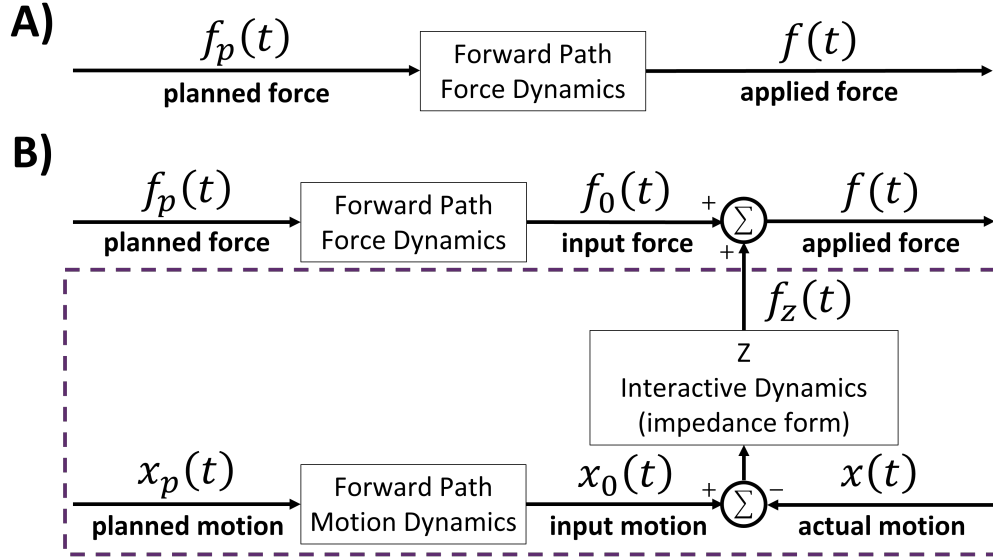 A)
f_p(t)
planned force
Forward Path
Force Dynamics
f(t)
applied force
B)
f_p(t)
planned force
Forward Path
Force Dynamics
f_0(t)
input force
+
∑
+
f(t)
applied force
f_z(t)
Z
Interactive Dynamics
(impedance form)
x_p(t)
planned motion
Forward Path
Motion Dynamics
x_0(t)
input motion
+
∑
−
x(t)
actual motion